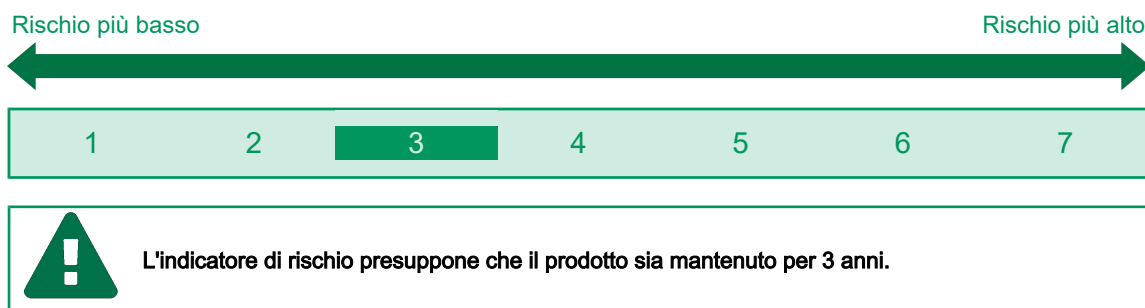 Rischio più basso Rischio più alto
1 2 3 4 5 6 7
L'indicatore di rischio presuppone che il prodotto sia mantenuto per 3 anni.